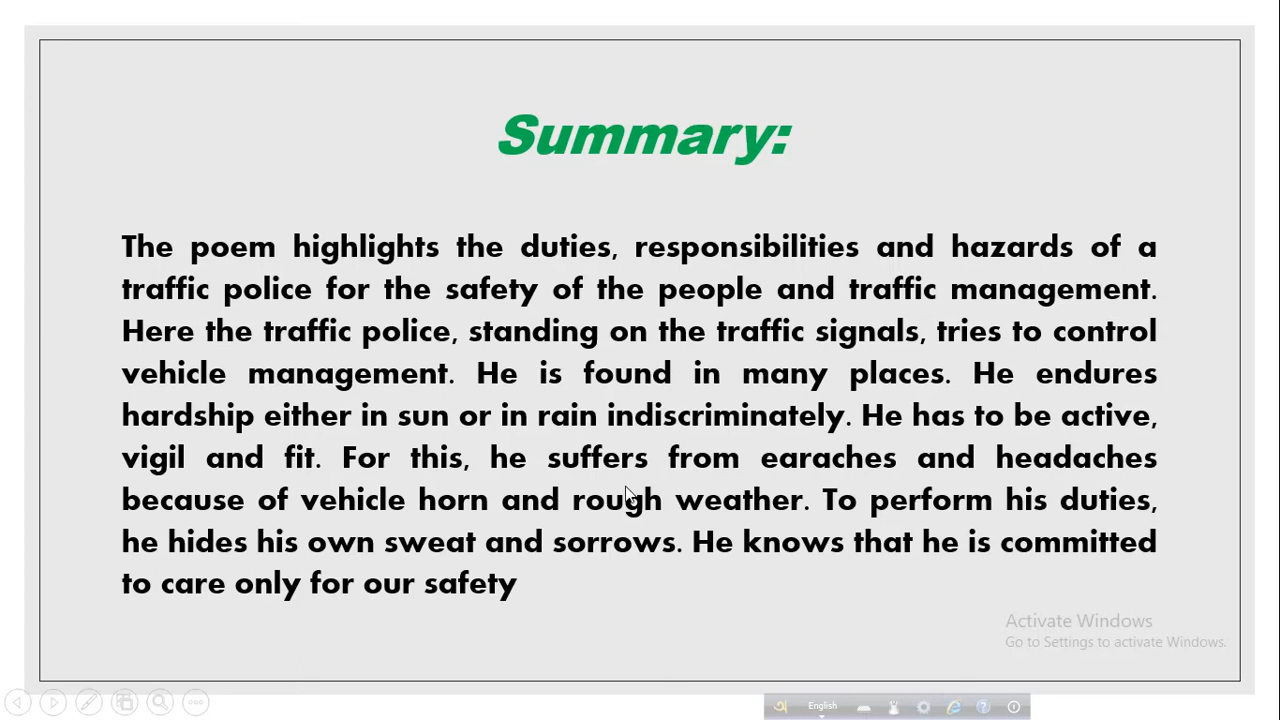 Summary:
The poem highlights the duties, responsibilities and hazards of a
traffic police for the safety of the people and traffic management.
Here the traffic police, standing on the traffic signals, tries to control
vehicle management. He is found in many places. He endures
hardship either in sun or in rain indiscriminately. He has to be active,
vigil and fit. For this, he suffers from earaches and headaches
because of vehicle horn and rough weather. To perform his duties,
he hides his own sweat and sorrows. He knows that he is committed
to care only for our safety
Activate Windows
Go to Settings to activate Windows.
English